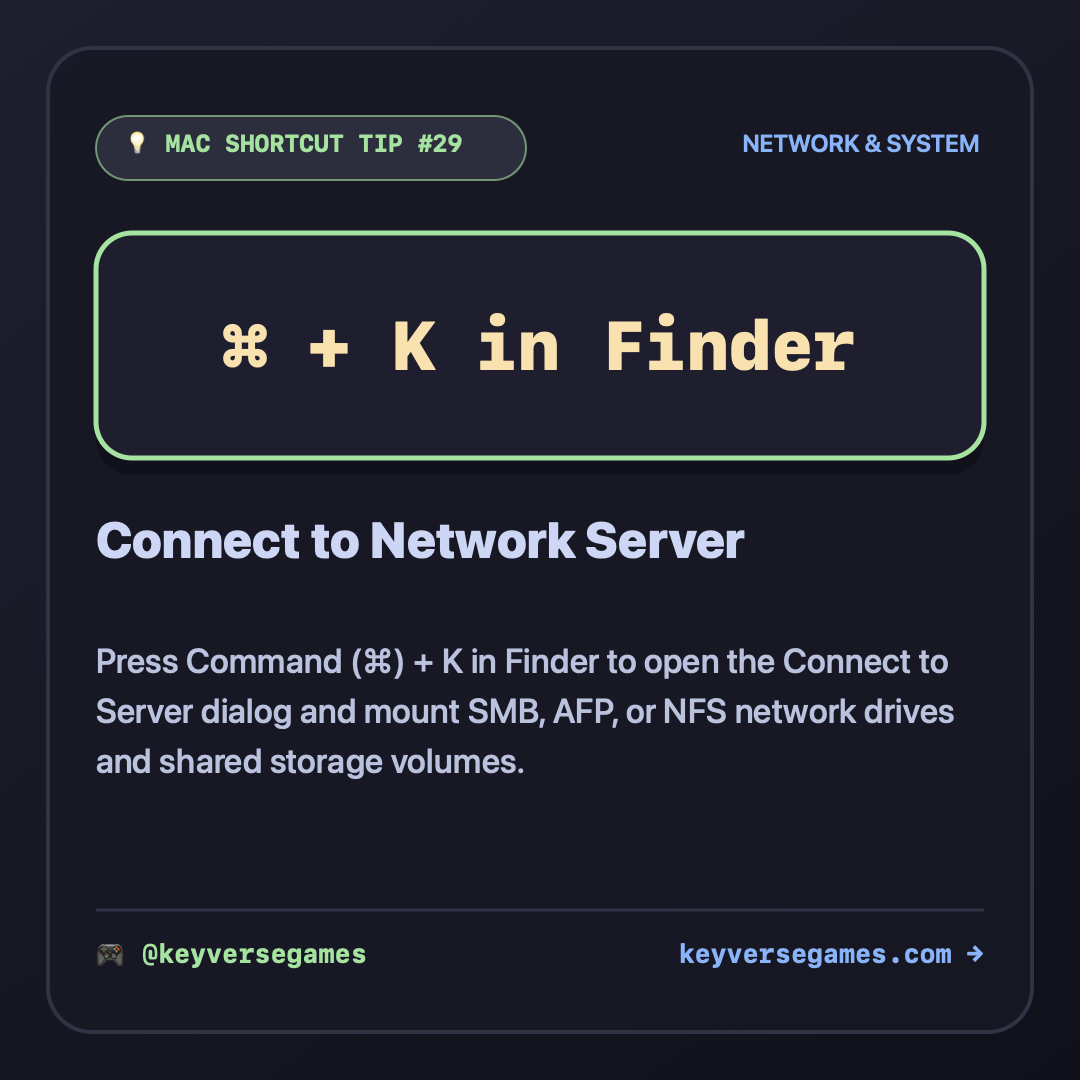 💡 MAC SHORTCUT TIP #29
NETWORK & SYSTEM
⌘ + K in Finder
Connect to Network Server
Press Command (⌘) + K in Finder to open the Connect to
Server dialog and mount SMB, AFP, or NFS network drives
and shared storage volumes.
🎮 @keyversegames
keyversegames.com →